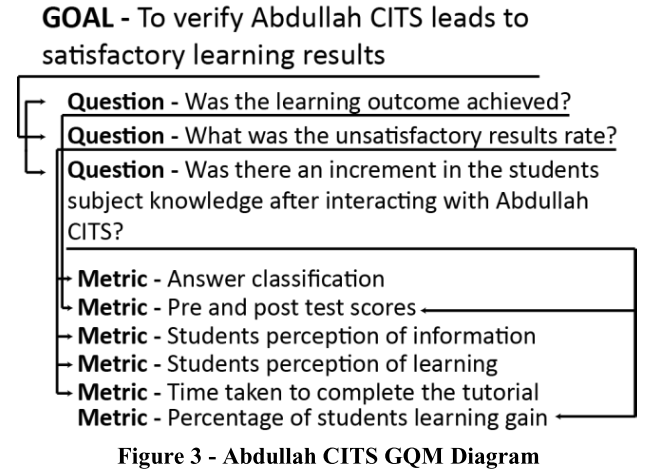 GOAL - To verify Abdullah CITS leads to
satisfactory learning results
Question - Was the learning outcome achieved?
Question - What was the unsatisfactory results rate?
Question - Was there an increment in the students
subject knowledge after interacting with Abdullah
CITS?
Metric - Answer classification
Metric - Pre and post test scores
Metric - Students perception of information
Metric - Students perception of learning
Metric - Time taken to complete the tutorial
Metric - Percentage of students learning gain
Figure 3 - Abdullah CITS GQM Diagram